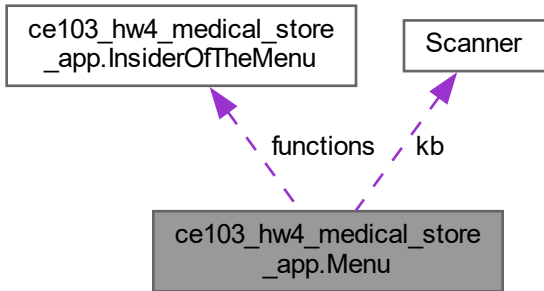 ce103_hw4_medical_store
_app.InsiderOfTheMenu
Scanner
functions
kb
ce103_hw4_medical_store
_app.Menu